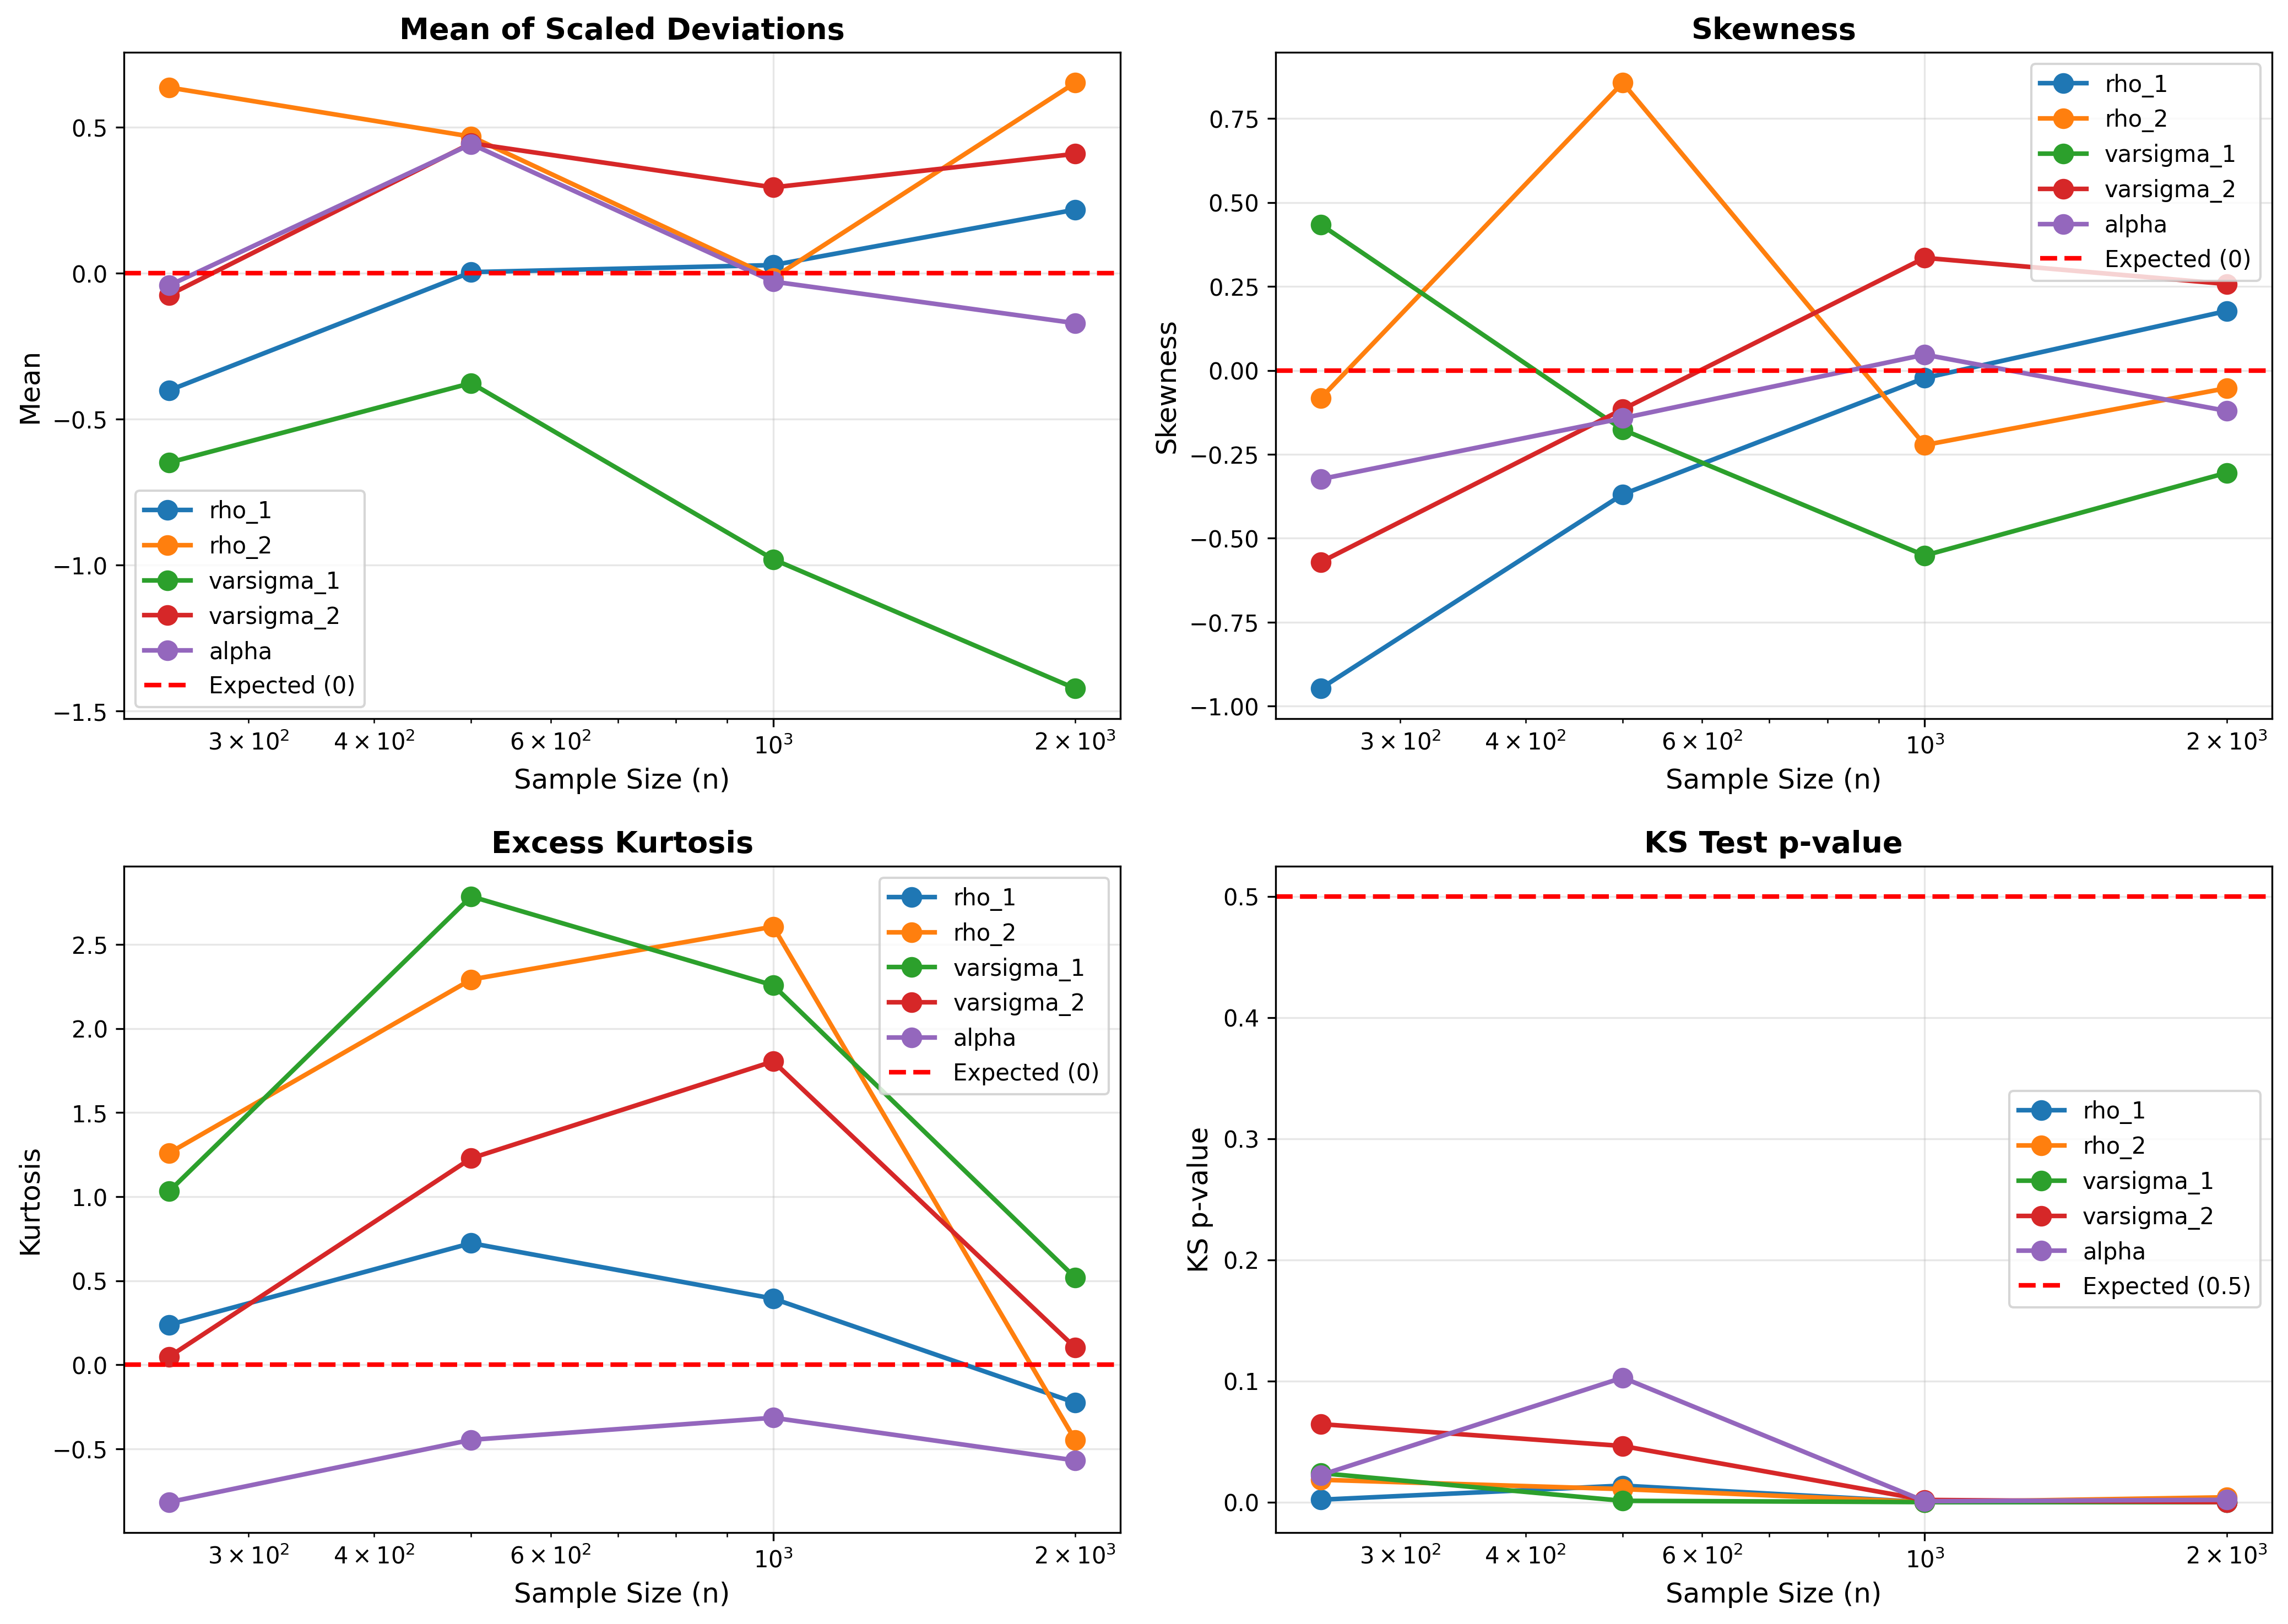 Mean of Scaled Deviations
Mean
0.5
0.0
−0.5
−1.0
−1.5
rho_1
rho_2
varsigma_1
varsigma_2
alpha
Expected (0)
3 × 10²
4 × 10²
6 × 10²
10³
2 × 10³
Sample Size (n)
Skewness
Skewness
0.75
0.50
0.25
0.00
−0.25
−0.50
−0.75
−1.00
rho_1
rho_2
varsigma_1
varsigma_2
alpha
Expected (0)
3 × 10²
4 × 10²
6 × 10²
10³
2 × 10³
Sample Size (n)
Excess Kurtosis
Kurtosis
2.5
2.0
1.5
1.0
0.5
0.0
−0.5
rho_1
rho_2
varsigma_1
varsigma_2
alpha
Expected (0)
3 × 10²
4 × 10²
6 × 10²
10³
2 × 10³
Sample Size (n)
KS Test p-value
KS p-value
0.5
0.4
0.3
0.2
0.1
0.0
rho_1
rho_2
varsigma_1
varsigma_2
alpha
Expected (0.5)
3 × 10²
4 × 10²
6 × 10²
10³
2 × 10³
Sample Size (n)